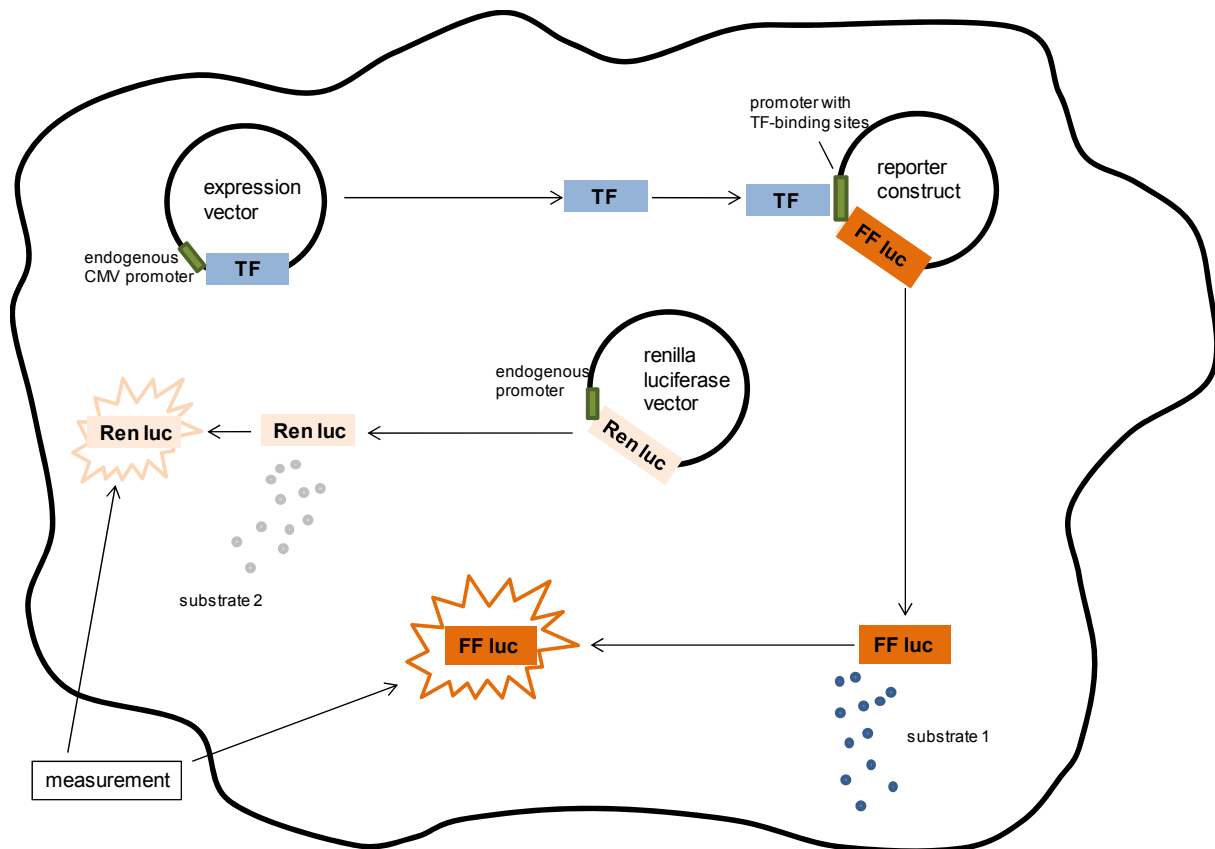 promoter with
TF-binding sites
expression
vector
TF
TF
reporter
construct
FF luc
endogenous
CMV promoter
TF
endogenous
promoter
renilla
luciferase
vector
Ren luc
Ren luc
Ren luc
substrate 2
FF luc
FF luc
substrate 1
measurement